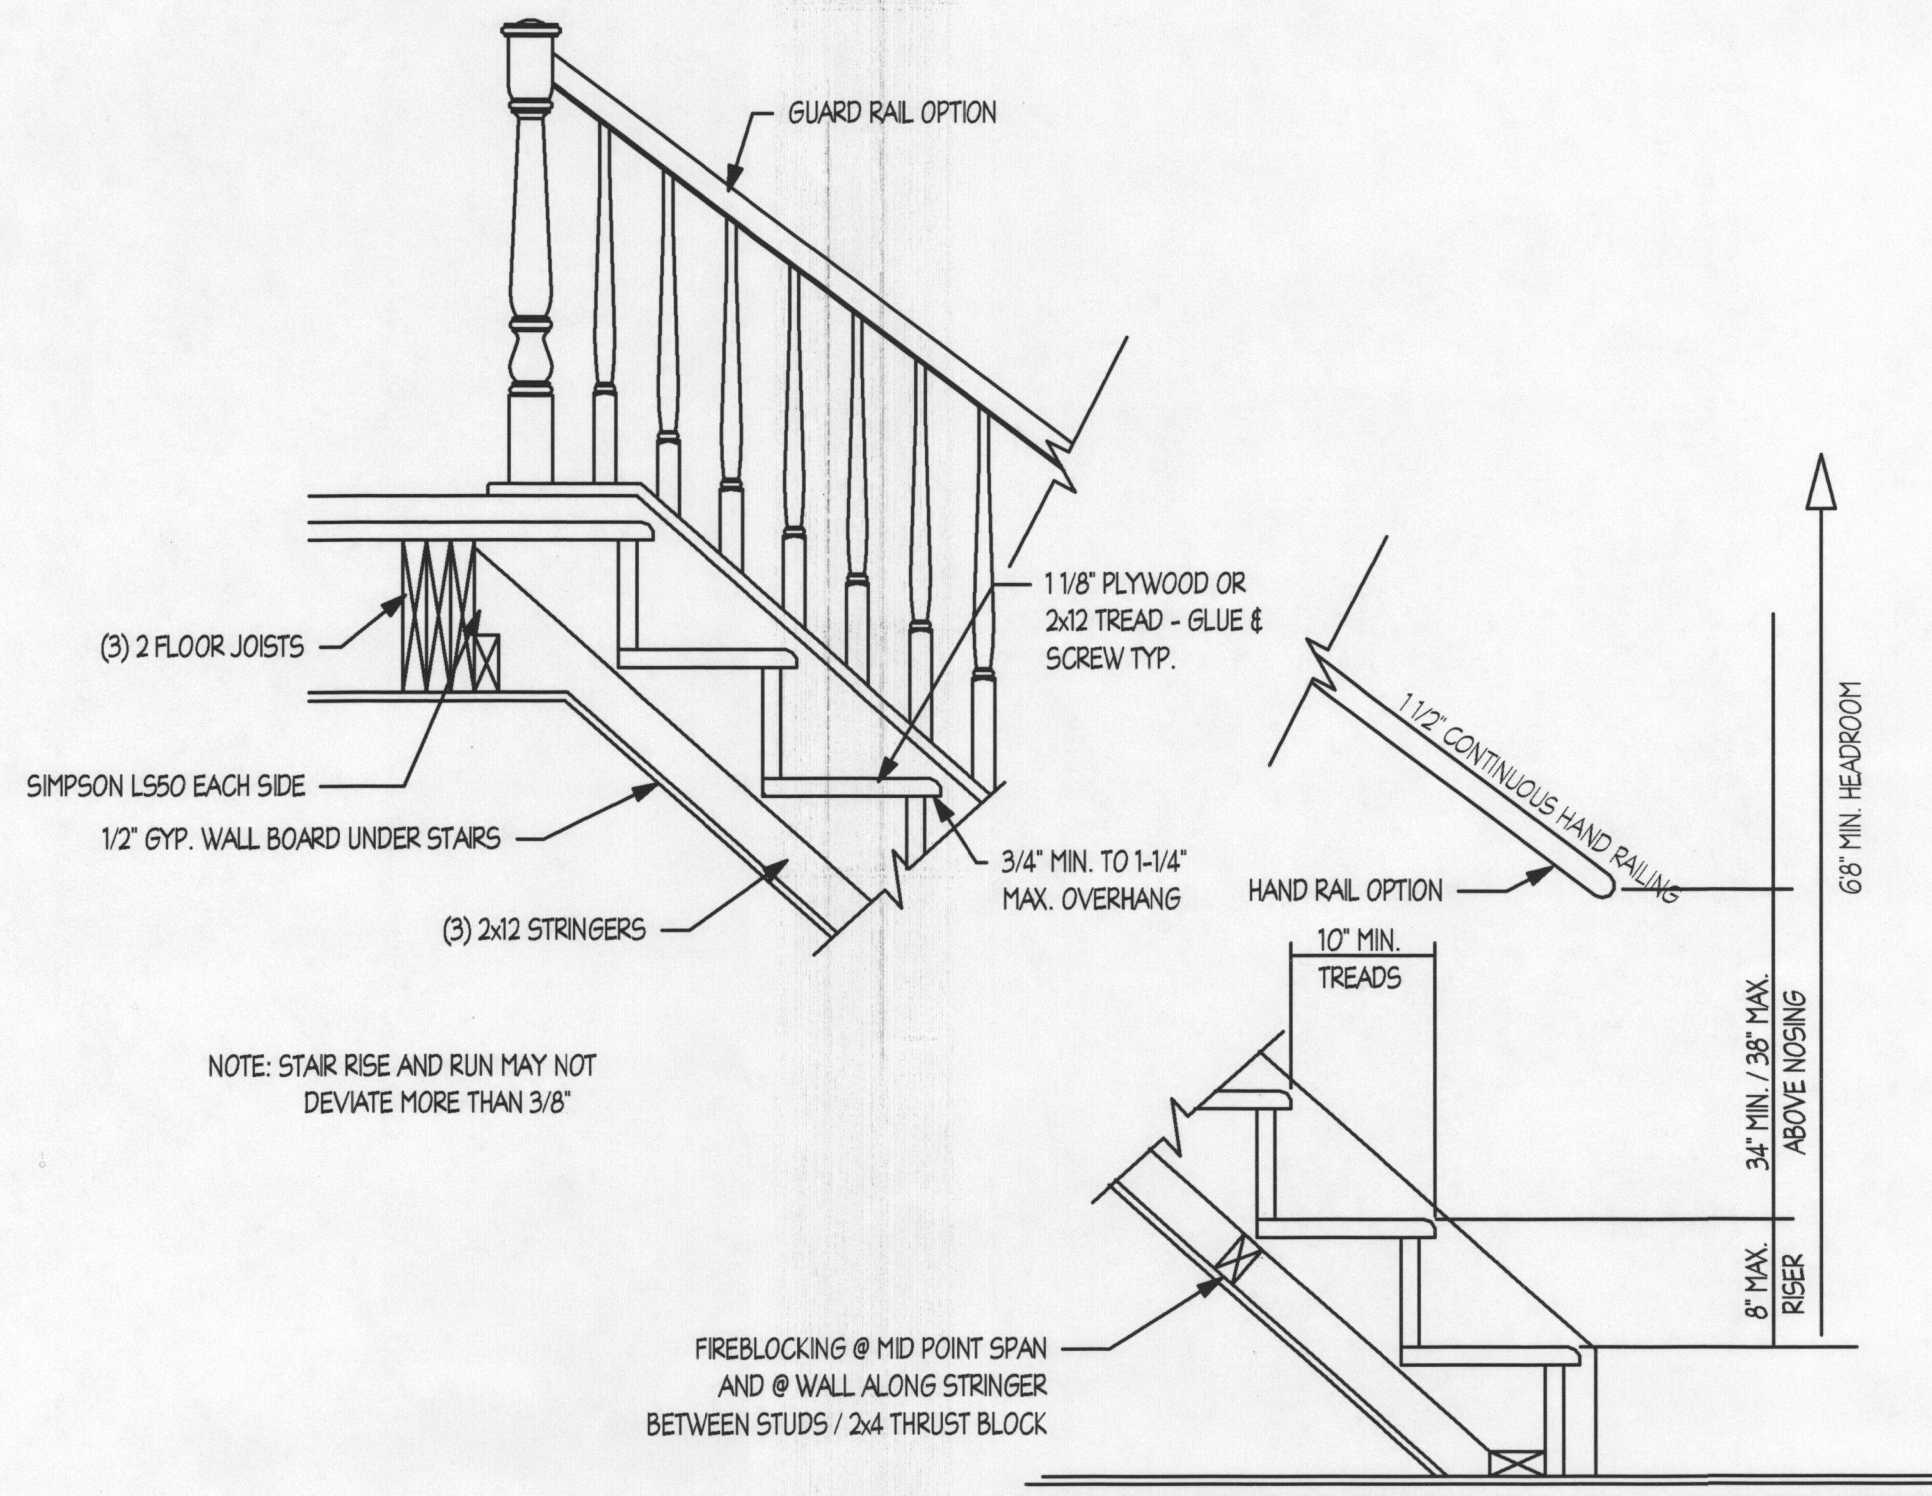 GUARD RAIL OPTION
1 1/8" PLYWOOD OR
2x12 TREAD - GLUE &
SCREW TYP.
(3) 2 FLOOR JOISTS
SIMPSON LS50 EACH SIDE
1/2" GYP. WALL BOARD UNDER STAIRS
(3) 2x12 STRINGERS
3/4" MIN. TO 1-1/4"
MAX. OVERHANG
1 1/2" CONTINUOUS HAND RAILING
HAND RAIL OPTION
6'8" MIN. HEADROOM
10" MIN.
TREADS
34" MIN. / 38" MAX.
ABOVE NOSING
8" MAX.
RISER
NOTE: STAIR RISE AND RUN MAY NOT
DEVIATE MORE THAN 3/8"
FIREBLOCKING @ MID POINT SPAN
AND @ WALL ALONG STRINGER
BETWEEN STUDS / 2x4 THRUST BLOCK